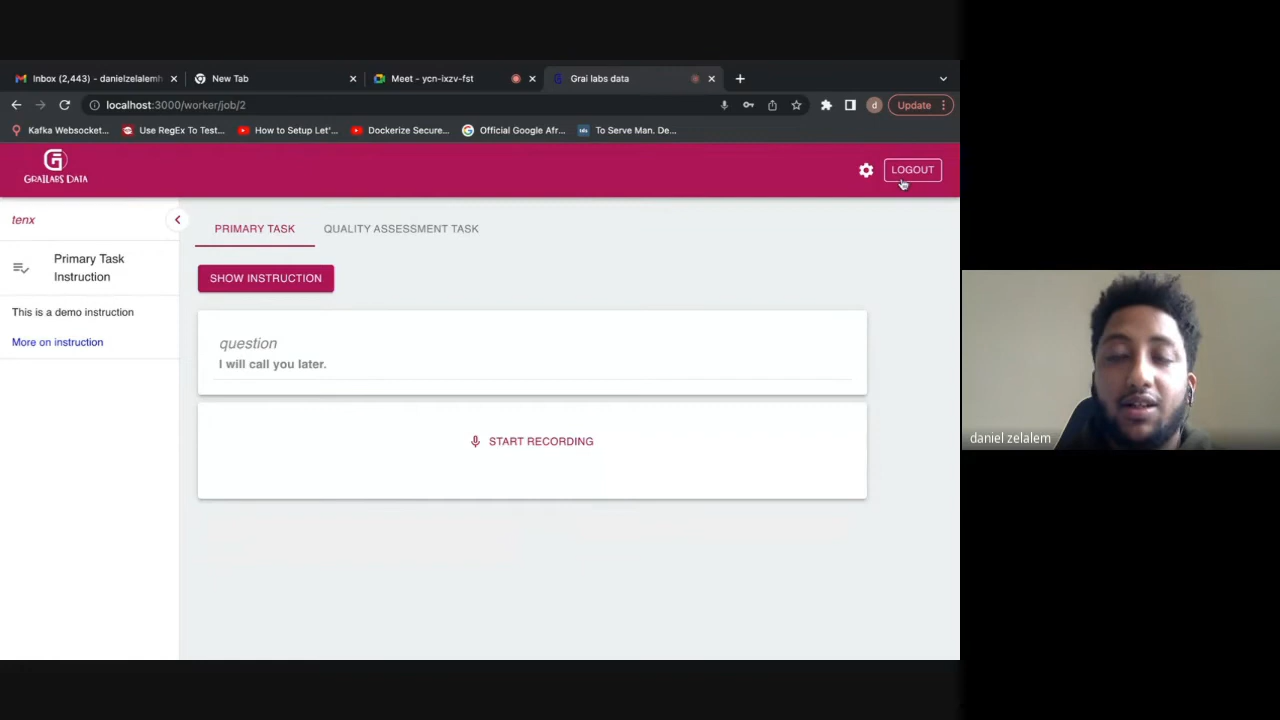 Inbox (2,443) - danielzelalemh
New Tab
Meet - ycn-ixzv-fst
Grai labs data
localhost:3000/worker/job/2
d
Update
Kafka Websocket...
Use RegEx To Test...
How to Setup Let'...
Dockerize Secure...
Official Google Afr...
To Serve Man. De...
GRAILABS DATA
LOGOUT
tenx
PRIMARY TASK
QUALITY ASSESSMENT TASK
Primary Task
Instruction
SHOW INSTRUCTION
This is a demo instruction
More on instruction
question
I will call you later.
START RECORDING
daniel zelalem